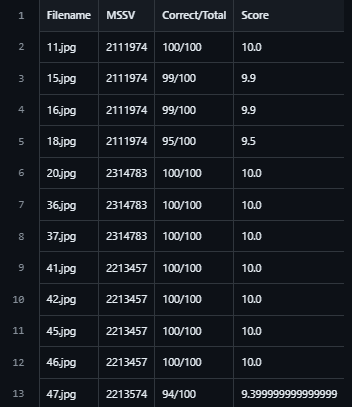 1 Filename MSSV Correct/Total Score
2 11.jpg 2111974 100/100 10.0
3 15.jpg 2111974 99/100 9.9
4 16.jpg 2111974 99/100 9.9
5 18.jpg 2111974 95/100 9.5
6 20.jpg 2314783 100/100 10.0
7 36.jpg 2314783 100/100 10.0
8 37.jpg 2314783 100/100 10.0
9 41.jpg 2213457 100/100 10.0
10 42.jpg 2213457 100/100 10.0
11 45.jpg 2213457 100/100 10.0
12 46.jpg 2213457 100/100 10.0
13 47.jpg 2213574 94/100 9.399999999999999